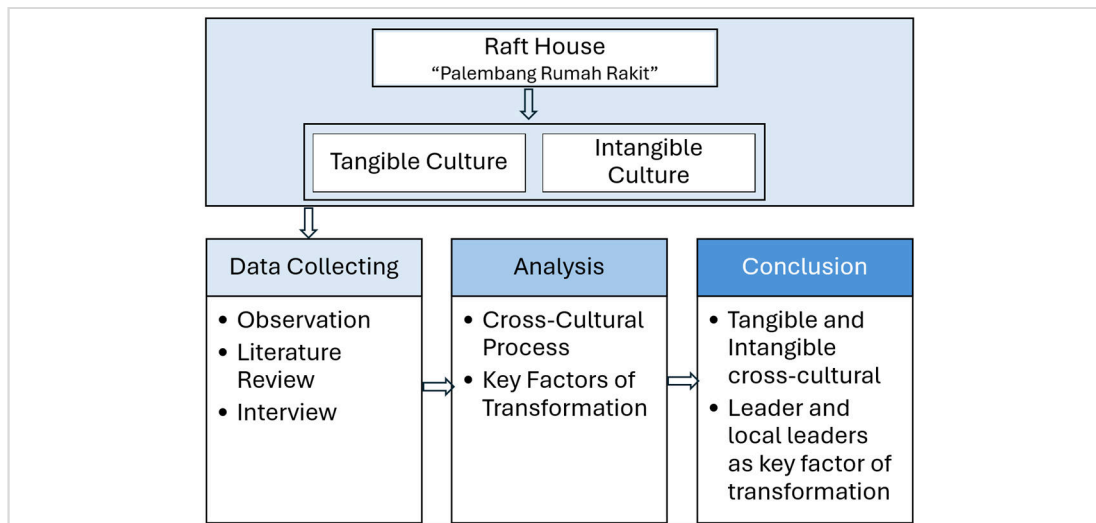 Raft House
“Palembang Rumah Rakit”
Tangible Culture
Intangible
Culture
Data Collecting
• Observation
• Literature
Review
• Interview
Analysis
• Cross-Cultural
Process
• Key Factors of
Transformation
Conclusion
• Tangible and
Intangible
cross-cultural
• Leader and
local leaders
as key factor of
transformation